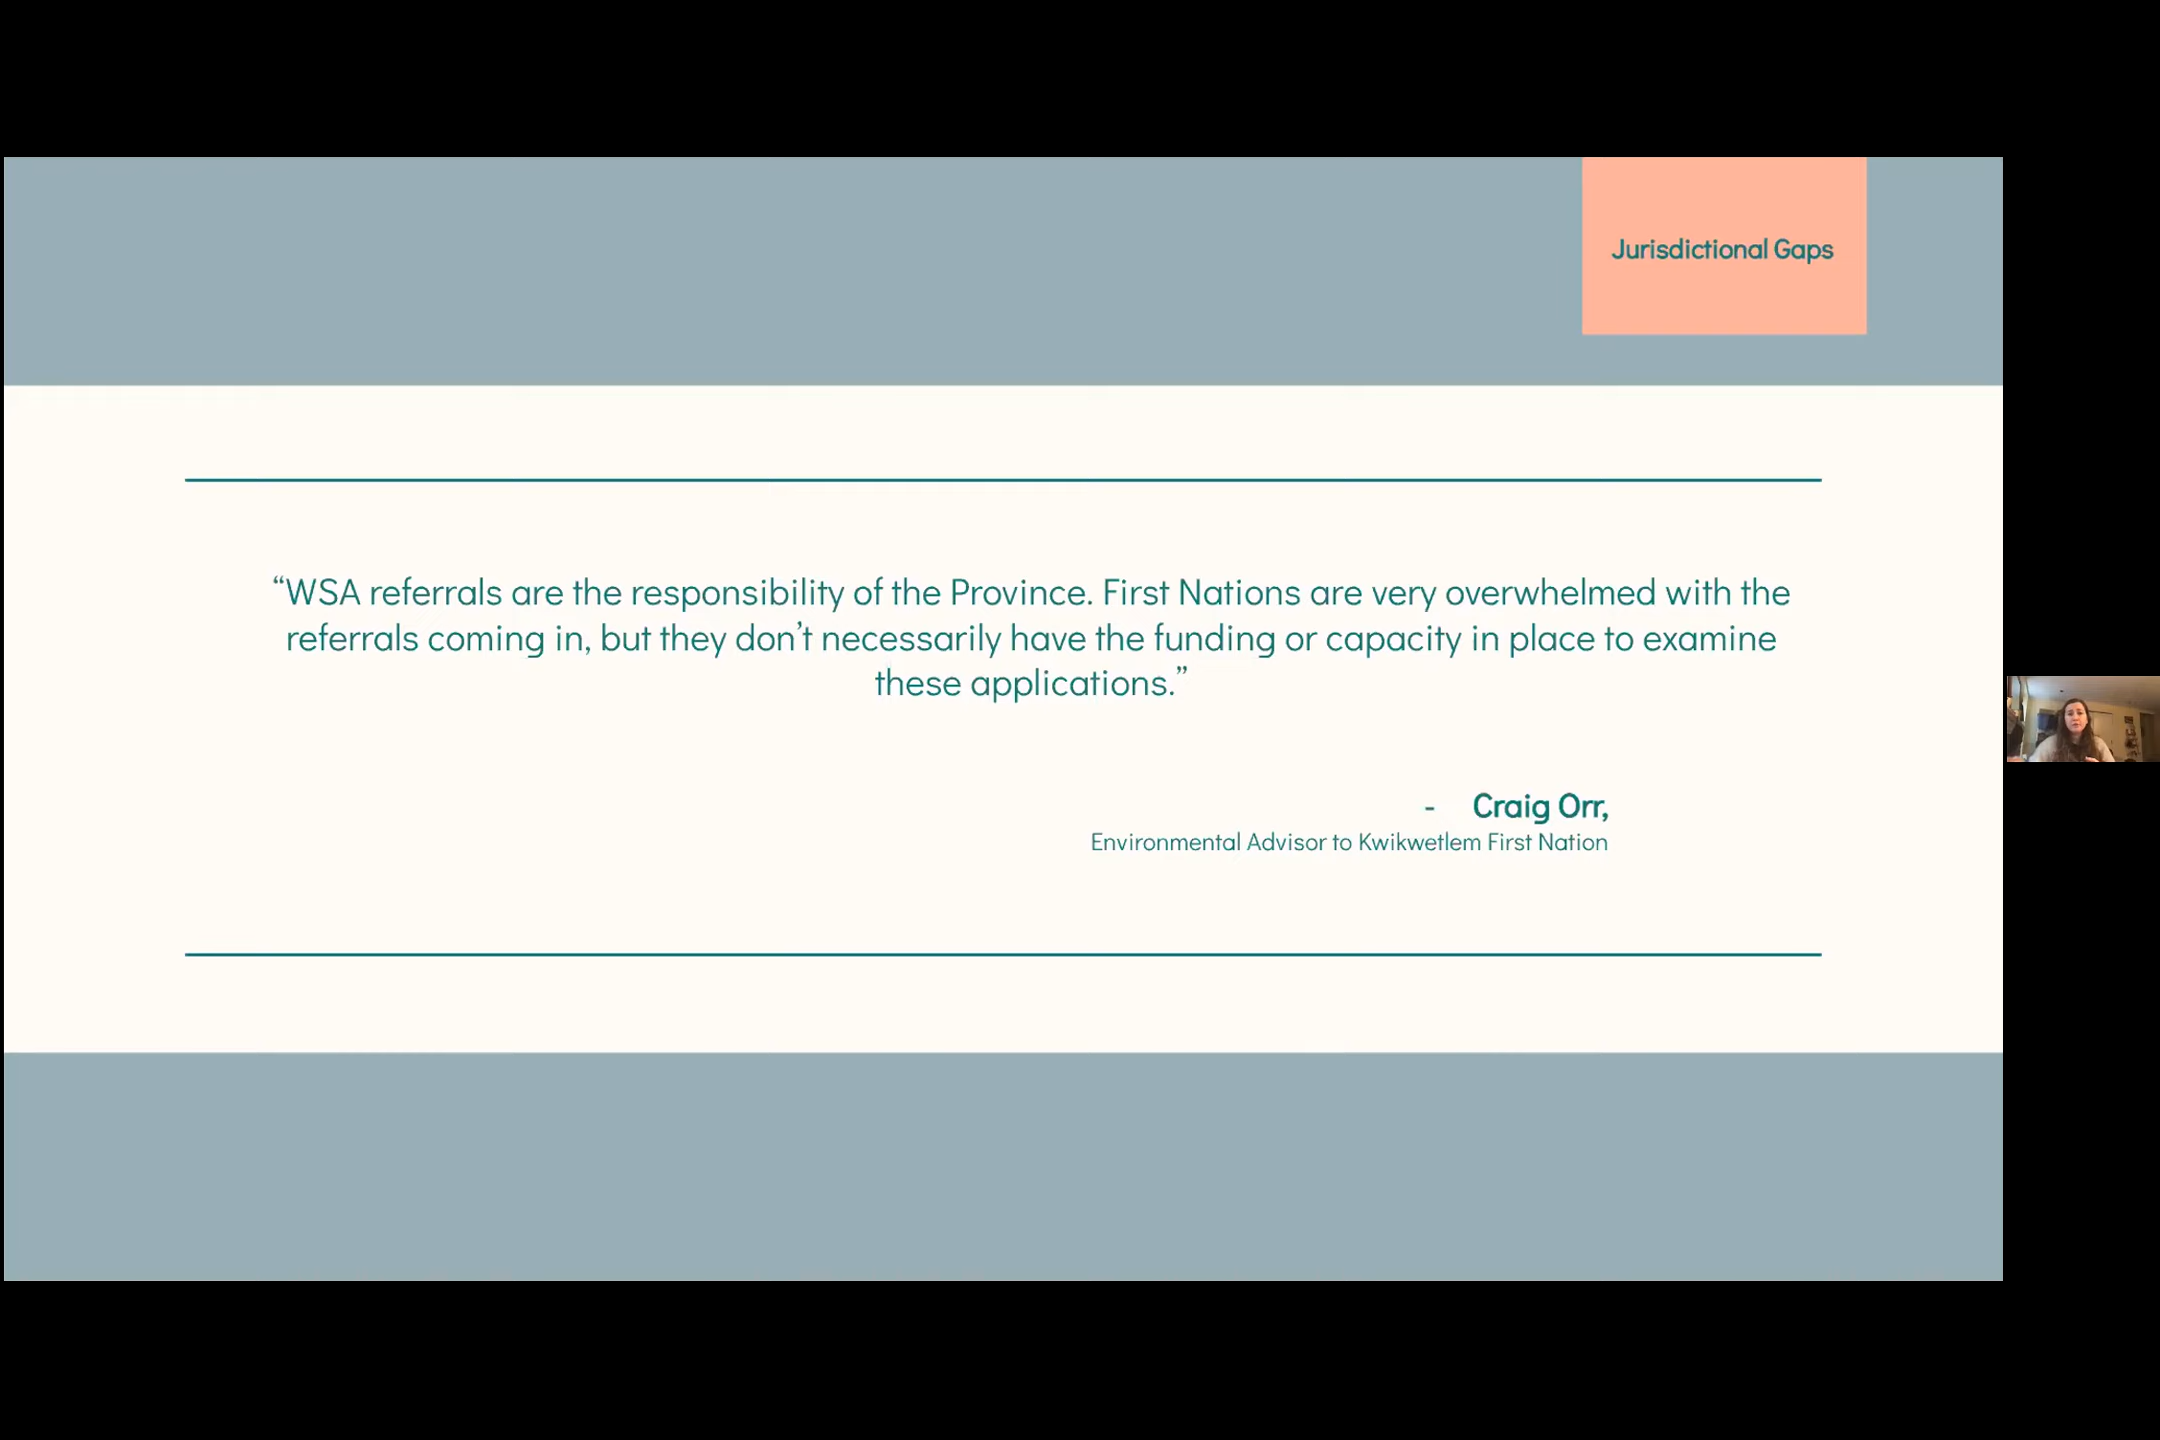 Jurisdictional Gaps
“WSA referrals are the responsibility of the Province. First Nations are very overwhelmed with the
referrals coming in, but they don’t necessarily have the funding or capacity in place to examine
these applications.”
- Craig Orr,
Environmental Advisor to Kwikwetlem First Nation